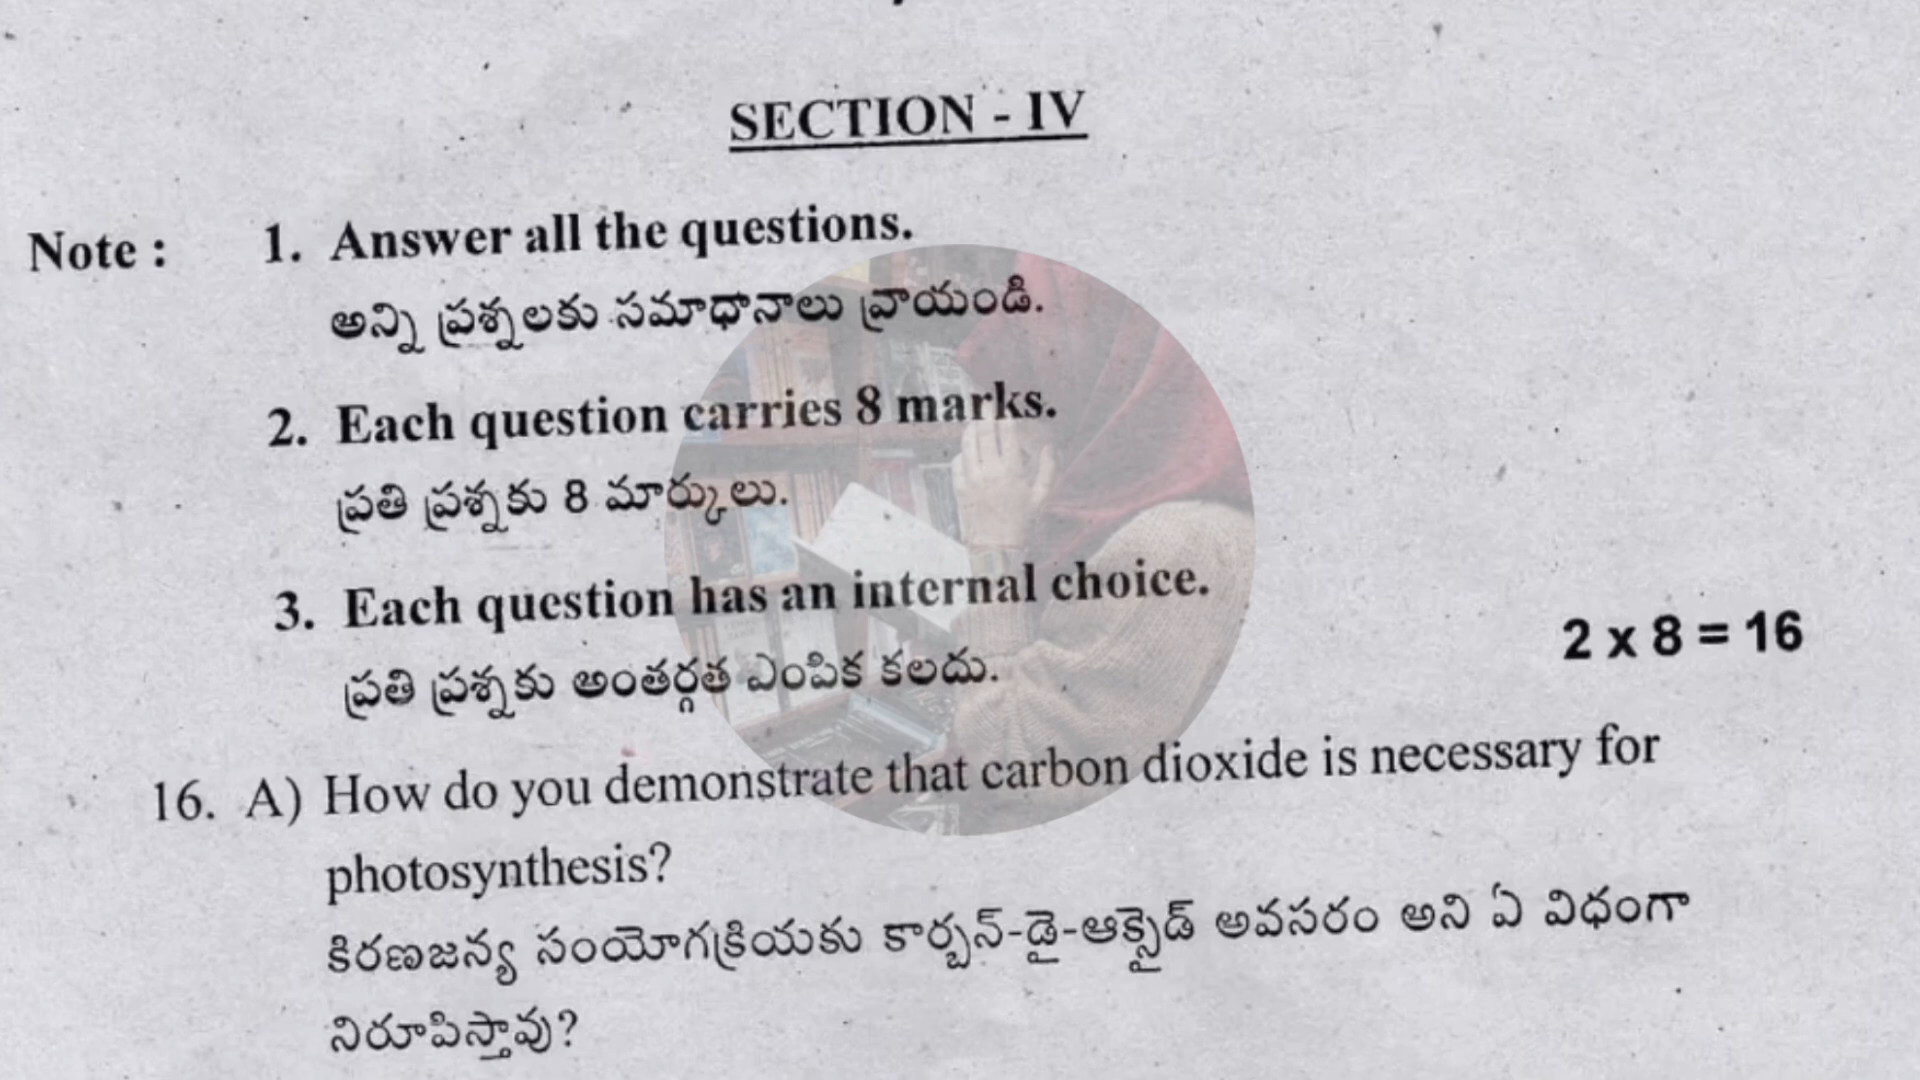 SECTION - IV
Note : 1. Answer all the questions.
అన్ని ప్రశ్నలకు సమాధానాలు వ్రాయండి.
2. Each question carries 8 marks.
ప్రతి ప్రశ్నకు 8 మార్కులు.
3. Each question has an internal choice.
2 x 8 = 16
ప్రతి ప్రశ్నకు అంతర్గత ఎంపిక కలదు.
16. A) How do you demonstrate that carbon dioxide is necessary for
photosynthesis?
కిరణజన్య సంయోగక్రియకు కార్బన్-డై-ఆక్సైడ్ అవసరం అని ఏ విధంగా
నిరూపిస్తావు?